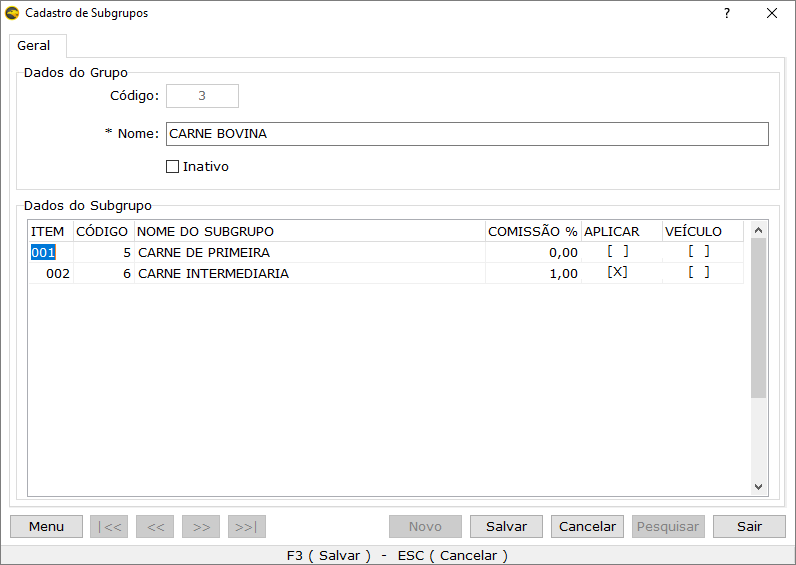 Cadastro de Subgrupos ?
Geral
Dados do Grupo
Código: 3
* Nome: CARNE BOVINA
Inativo
Dados do Subgrupo
ITEM CÓDIGO NOME DO SUBGRUPO COMISSÃO % APLICAR VEÍCULO
001 5 CARNE DE PRIMEIRA 0,00 [ ] [ ]
002 6 CARNE INTERMEDIARIA 1,00 [X] [ ]
Menu |<< << >> >>| Novo Salvar Cancelar Pesquisar Sair
F3 ( Salvar ) - ESC ( Cancelar )